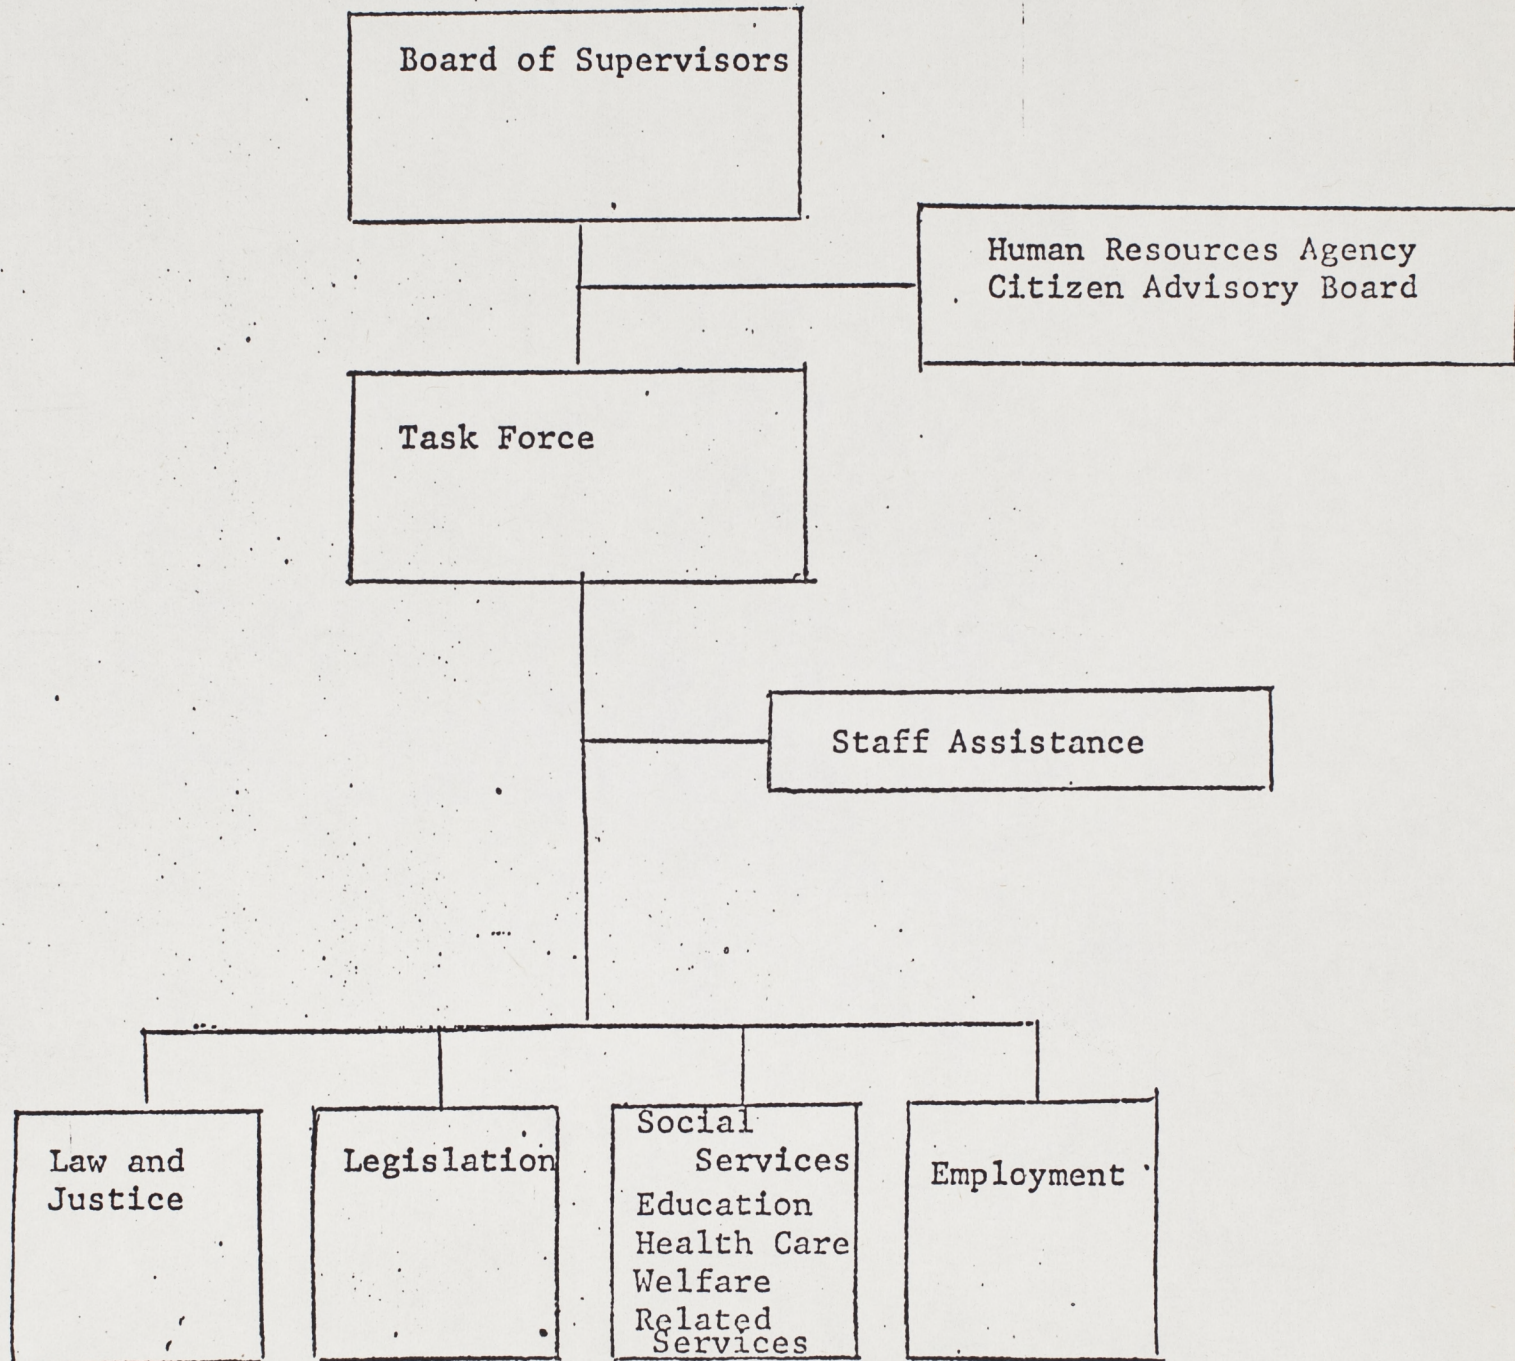 Board of Supervisors
Human Resources Agency
Citizen Advisory Board
Task Force
Staff Assistance
Law and
Justice
Legislation
Social
Services
Education
Health Care
Welfare
Related
Services
Employment